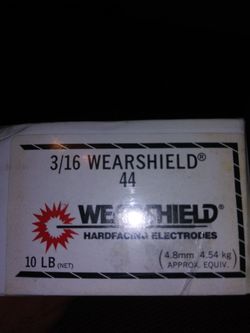 3/16 WEARSHIELD®
44
WEARSHIELD®
HARDFACING ELECTRODES
10 LB (NET)
(4.8mm 4.54 kg)
APPROX. EQUIV.